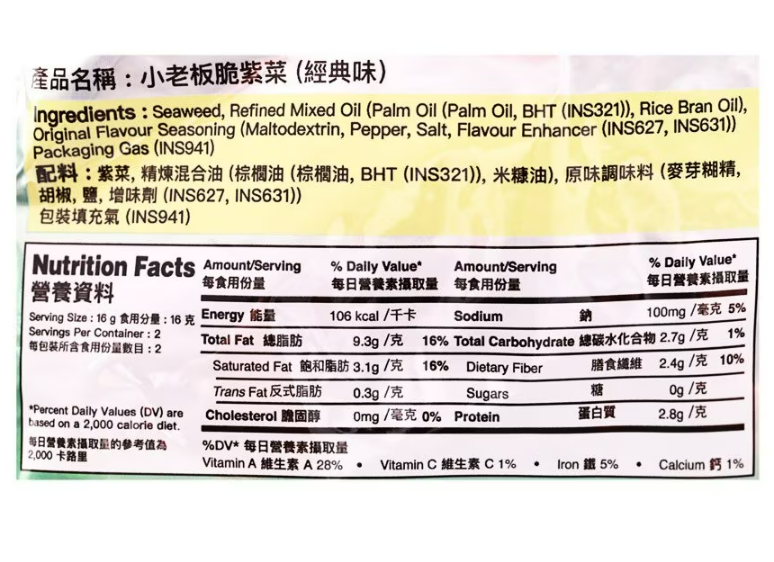 產品名稱：小老板脆紫菜 (經典味)
Ingredients : Seaweed, Refined Mixed Oil (Palm Oil (Palm Oil, BHT (INS321)), Rice Bran Oil),
Original Flavour Seasoning (Maltodextrin, Pepper, Salt, Flavour Enhancer (INS627, INS631))
Packaging Gas (INS941)
配料：紫菜, 精煉混合油 (棕櫚油 (棕櫚油, BHT (INS321)), 米糠油), 原味調味料 (麥芽糊精,
胡椒, 鹽, 增味劑 (INS627, INS631))
包裝填充氣 (INS941)
Nutrition Facts
營養資料
Serving Size : 16 g 食用分量 : 16 克
Servings Per Container : 2
每包裝所含食用份量數目 : 2
*Percent Daily Values (DV) are
based on a 2,000 calorie diet.
每日營養素攝取量的參考值為
2,000 卡路里
Amount/Serving % Daily Value* Amount/Serving % Daily Value*
每食用份量 每日營養素攝取量 每食用份量 每日營養素攝取量
Energy 能量 106 kcal /千卡 Sodium 鈉 100mg /毫克 5%
Total Fat 總脂肪 9.3g /克 16% Total Carbohydrate 總碳水化合物 2.7g /克 1%
Saturated Fat 飽和脂肪 3.1g /克 16% Dietary Fiber 膳食纖維 2.4g /克 10%
Trans Fat 反式脂肪 0.3g /克 Sugars 糖 0g /克
Cholesterol 膽固醇 0mg /毫克 0% Protein 蛋白質 2.8g /克
%DV* 每日營養素攝取量
Vitamin A 維生素 A 28% • Vitamin C 維生素 C 1% • Iron 鐵 5% • Calcium 鈣 1%